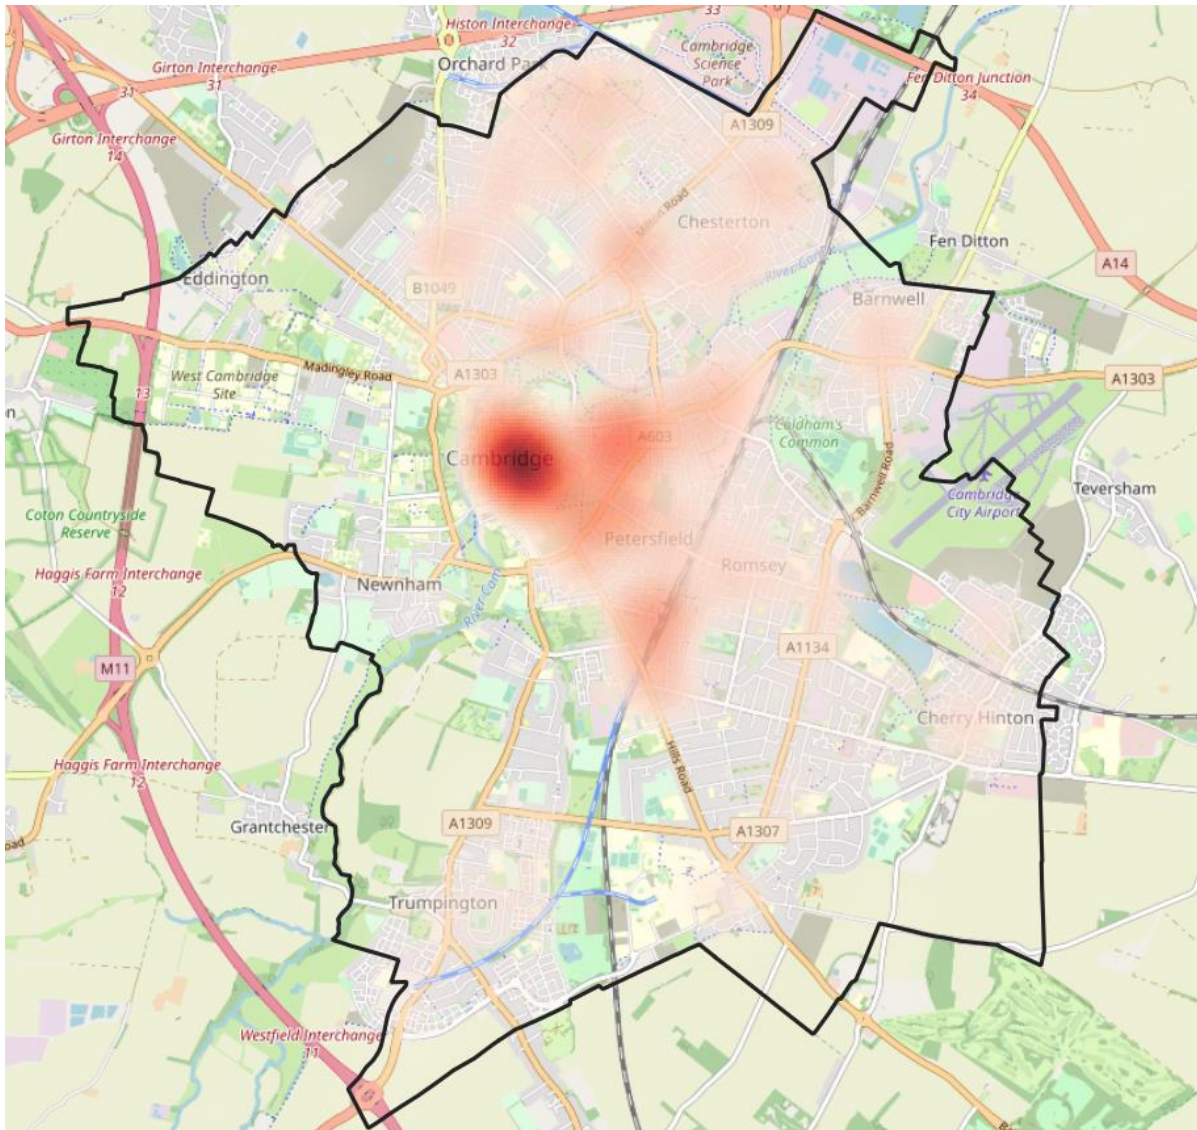 33
Histon Interchange
32
Orchard Park
Cambridge
Science
Park
Girton Interchange
31
Fen Ditton Junction
34
31
A1309
Girton Interchange
14
Milton Road
Chesterton
Fen Ditton
River Cam
A14
Eddington
B1049
Barnwell
A1303
West Cambridge
Site
Madingley Road
A1303
13
A603
Coldham's
Common
Cambridge
Barnwell Road
Cambridge
City Airport
Teversham
Coton Countryside
Reserve
Petersfield
Romsey
Haggis Farm Interchange
12
Newnham
River Cam
A1134
M11
Cherry Hinton
Haggis Farm Interchange
12
Hills Road
Grantchester
A1309
A1307
oad
Trumpington
Westfield Interchange
11